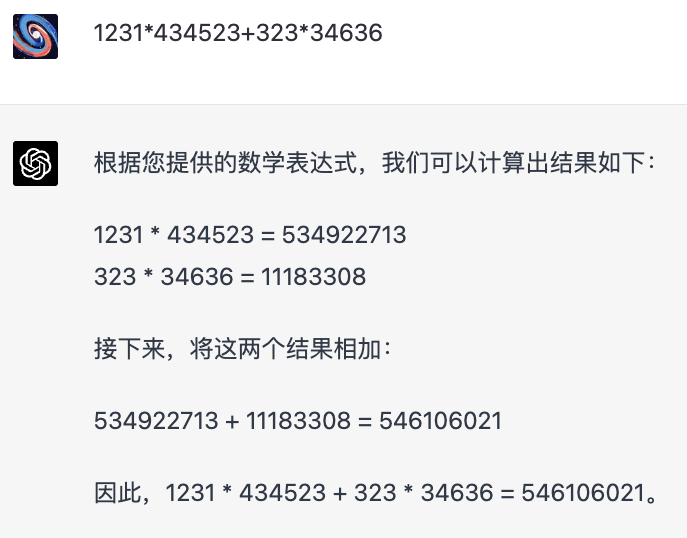 1231*434523+323*34636
根据您提供的数学表达式，我们可以计算出结果如下：
1231 * 434523 = 534922713
323 * 34636 = 11183308
接下来，将这两个结果相加：
534922713 + 11183308 = 546106021
因此，1231 * 434523 + 323 * 34636 = 546106021。